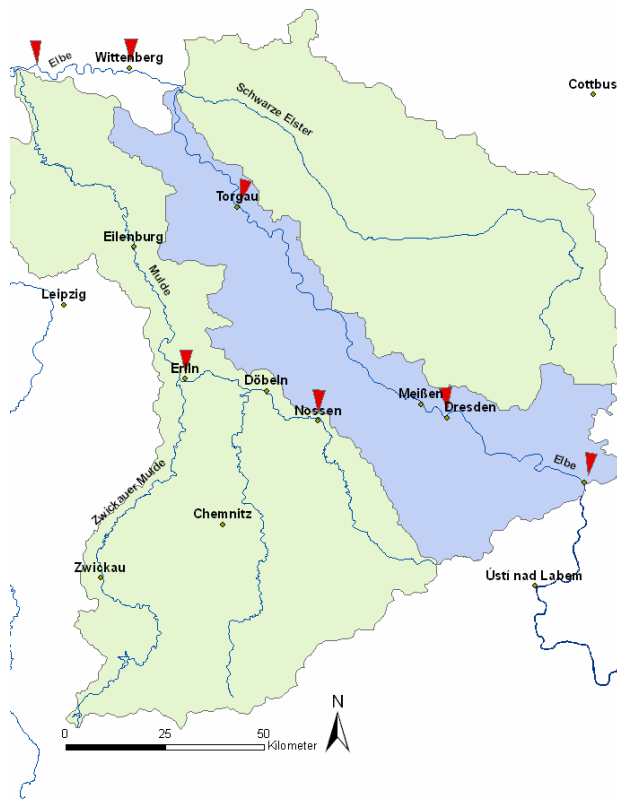 Elbe
Wittenberg
Cottbus
Schwarze Elster
Torgau
Eilenburg
Mulde
Leipzig
Erlln
Döbeln
Meißen
Nossen
Dresden
Elbe
Zwickauer Mulde
Chemnitz
Zwickau
Ústí nad Labem
N
0 25 50
Kilometer